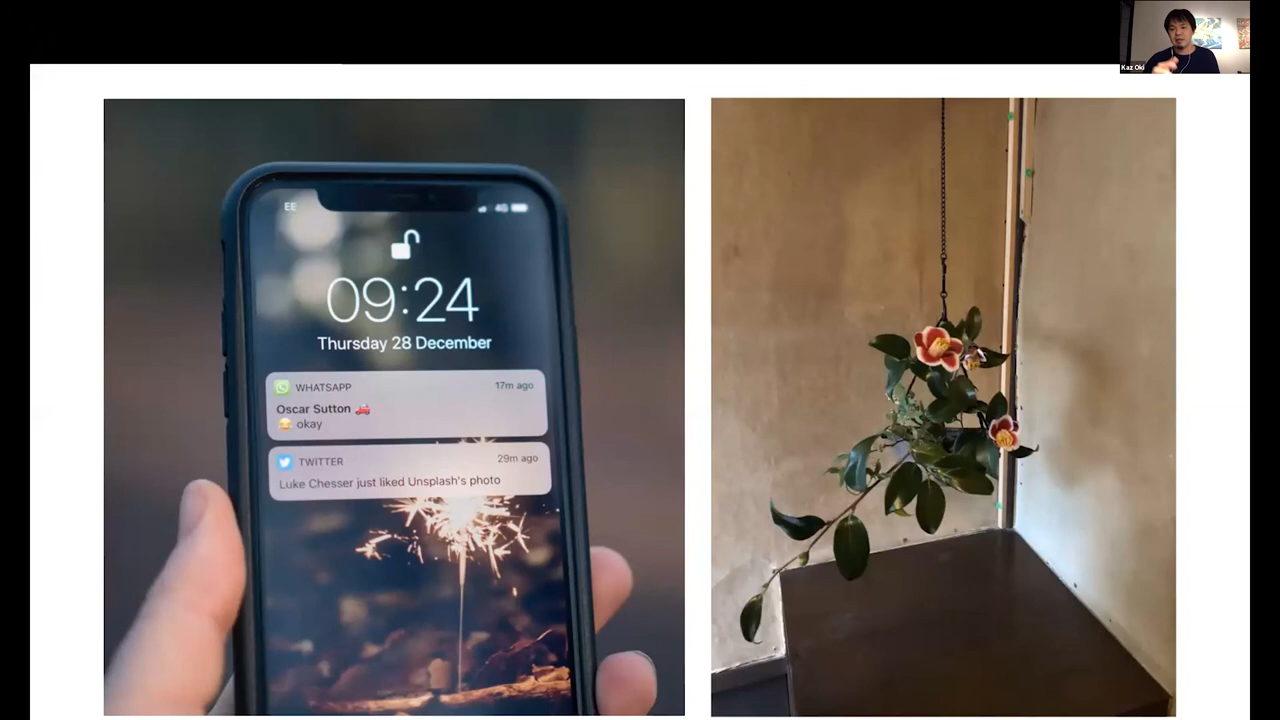 Kaz Oki
EE
4G
09:24
Thursday 28 December
WHATSAPP 17m ago
Oscar Sutton 🚗
😂 okay
TWITTER 29m ago
Luke Chesser just liked Unsplash's photo